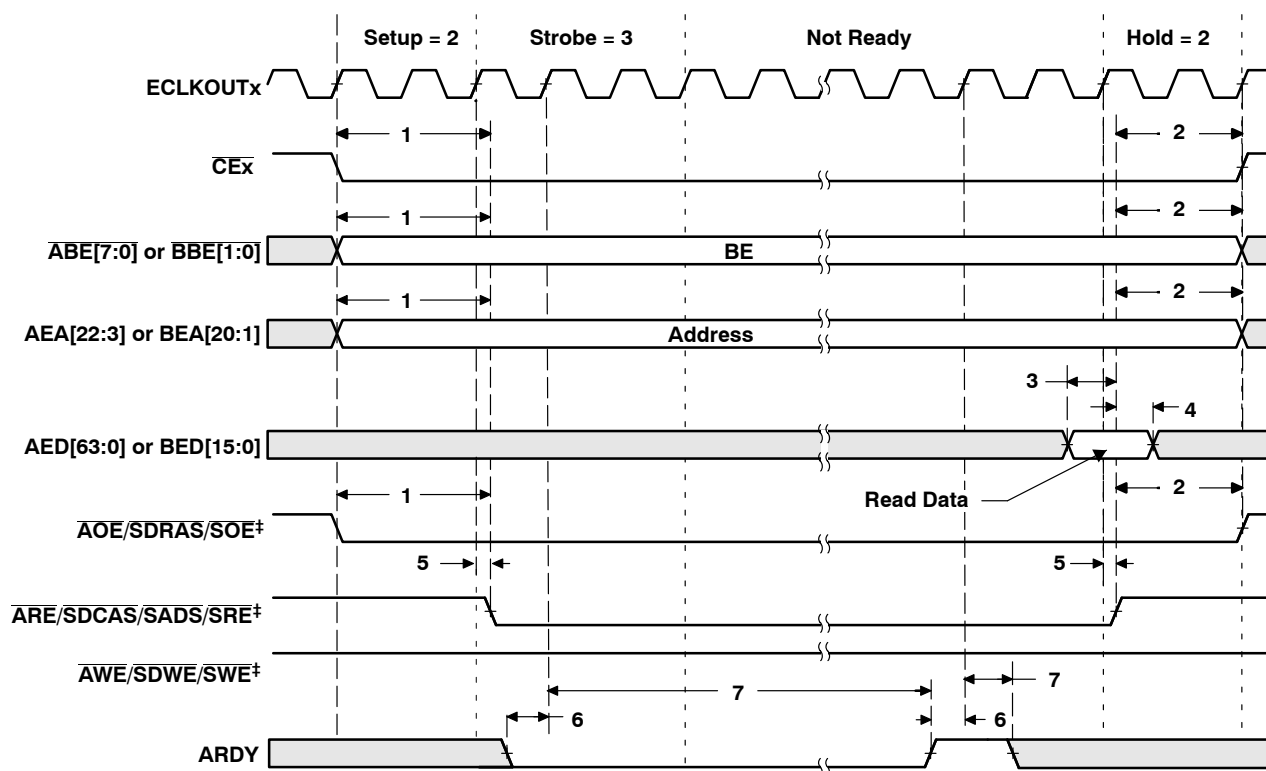 Setup = 2 Strobe = 3 Not Ready Hold = 2
ECLKOUTx
1 2
CEx
1 2
ABE[7:0] or BBE[1:0] BE
1 2
AEA[22:3] or BEA[20:1] Address
3
4
AED[63:0] or BED[15:0]
1 Read Data 2
AOE/SDRAS/SOE‡
5 5
ARE/SDCAS/SADS/SRE‡
AWE/SDWE/SWE‡
7 7
6 6
ARDY